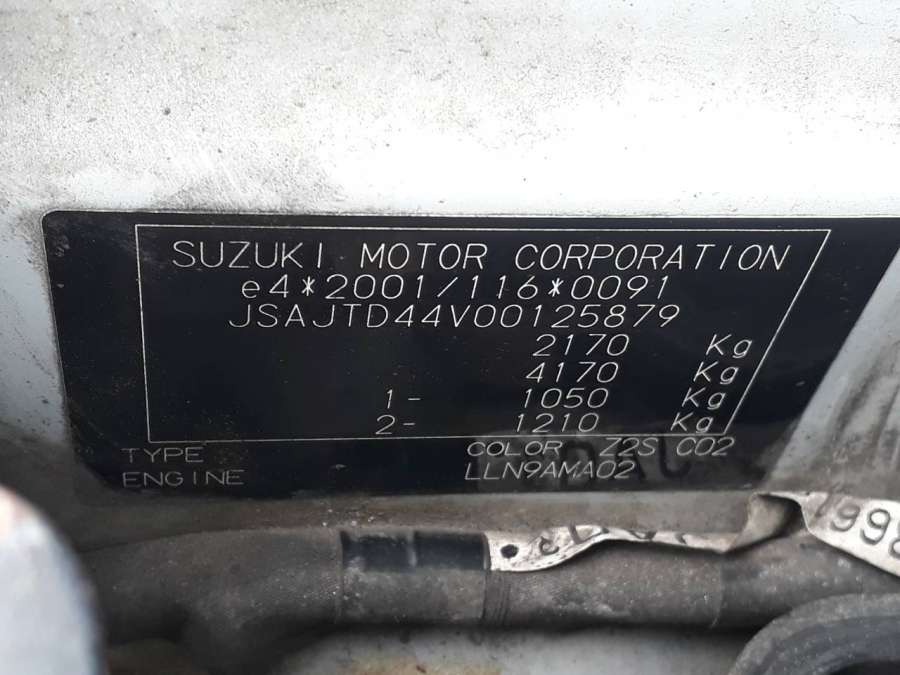 SUZUKI MOTOR CORPORATION
e4*2001/116*0091
JSAJTD44V00125879
2170 Kg
4170 Kg
1- 1050 Kg
2- 1210 Kg
TYPE COLOR Z2S C02
ENGINE LLN9AMA02